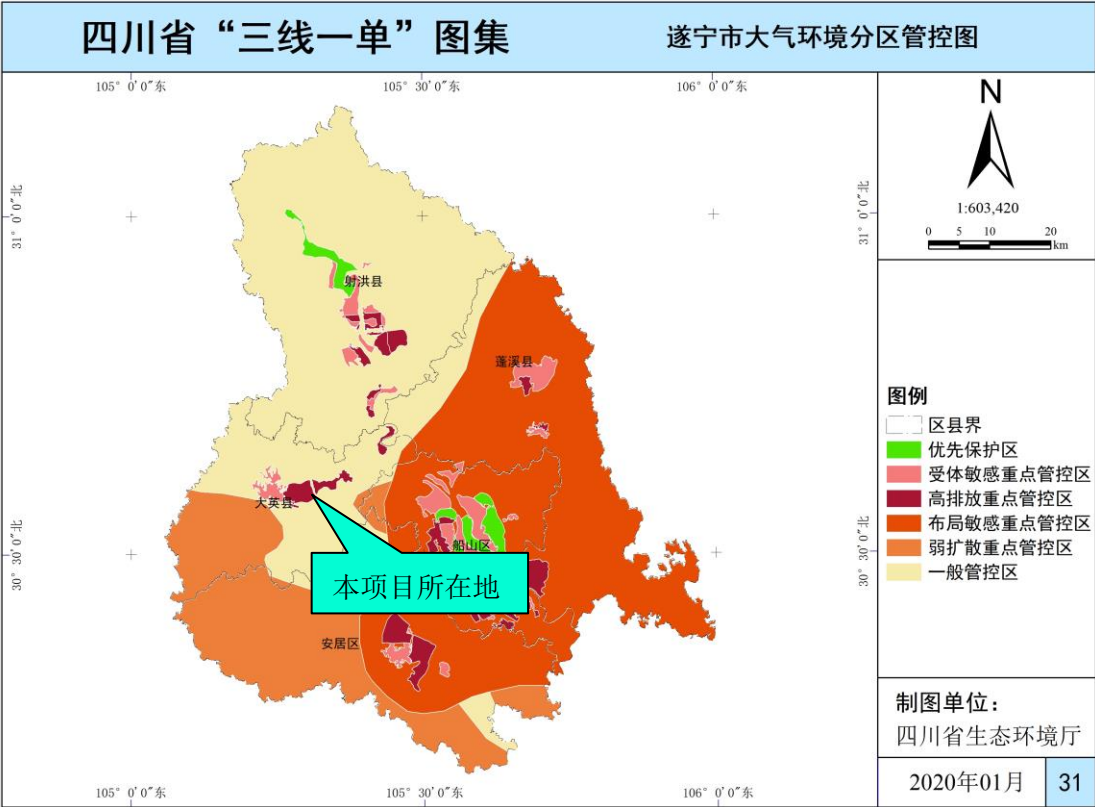 四川省“三线一单”图集
遂宁市大气环境分区管控图
105° 0′0″东
105° 30′0″东
106° 0′0″东
31° 0′0″北
31° 0′0″北
N
1:603,420
0 5 10 20
km
射洪县
蓬溪县
大英县
船山区
安居区
本项目所在地
30° 30′0″北
30° 30′0″北
图例
区县界
优先保护区
受体敏感重点管控区
高排放重点管控区
布局敏感重点管控区
弱扩散重点管控区
一般管控区
制图单位：
四川省生态环境厅
2020年01月
31
105° 0′0″东
105° 30′0″东
106° 0′0″东